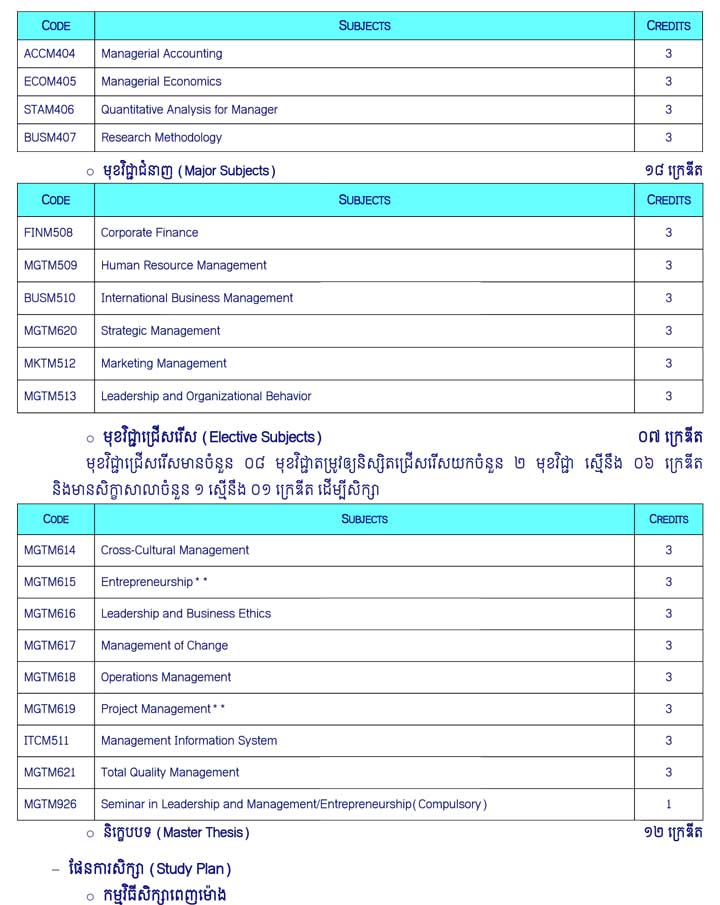 CODE SUBJECTS CREDITS
ACCM404 Managerial Accounting 3
ECOM405 Managerial Economics 3
STAM406 Quantitative Analysis for Manager 3
BUSM407 Research Methodology 3
○ មុខវិជ្ជាជំនាញ (Major Subjects) ១៨ ក្រេឌីត
CODE SUBJECTS CREDITS
FINM508 Corporate Finance 3
MGTM509 Human Resource Management 3
BUSM510 International Business Management 3
MGTM620 Strategic Management 3
MKTM512 Marketing Management 3
MGTM513 Leadership and Organizational Behavior 3
○ មុខវិជ្ជាជ្រើសរើស (Elective Subjects) ០៧ ក្រេឌីត
មុខវិជ្ជាជ្រើសរើសមានចំនួន ០៨ មុខវិជ្ជាតម្រូវឲ្យនិស្សិតជ្រើសរើសយកចំនួន ២ មុខវិជ្ជា ស្មើនឹង ០៦ ក្រេឌីត
និងមានសិក្ខាសាលាចំនួន ១ ស្មើនឹង ០១ ក្រេឌីត ដើម្បីសិក្សា
CODE SUBJECTS CREDITS
MGTM614 Cross-Cultural Management 3
MGTM615 Entrepreneurship** 3
MGTM616 Leadership and Business Ethics 3
MGTM617 Management of Change 3
MGTM618 Operations Management 3
MGTM619 Project Management** 3
ITCM511 Management Information System 3
MGTM621 Total Quality Management 3
MGTM926 Seminar in Leadership and Management/Entrepreneurship(Compulsory) 1
○ និក្ខេបបទ (Master Thesis) ១២ ក្រេឌីត
– ផែនការសិក្សា (Study Plan)
○ កម្មវិធីសិក្សាពេញម៉ោង